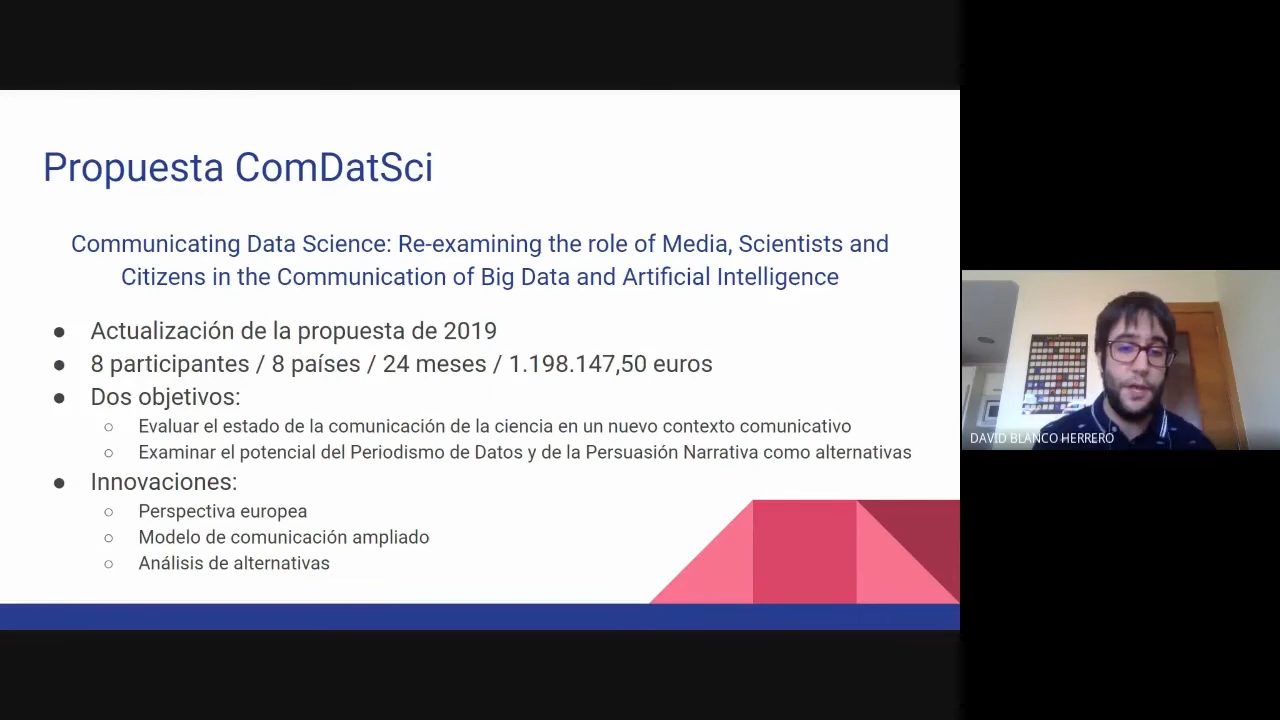 Propuesta ComDatSci
Communicating Data Science: Re-examining the role of Media, Scientists and
Citizens in the Communication of Big Data and Artificial Intelligence
● Actualización de la propuesta de 2019
● 8 participantes / 8 países / 24 meses / 1.198.147,50 euros
● Dos objetivos:
○ Evaluar el estado de la comunicación de la ciencia en un nuevo contexto comunicativo
○ Examinar el potencial del Periodismo de Datos y de la Persuasión Narrativa como alternativas
● Innovaciones:
○ Perspectiva europea
○ Modelo de comunicación ampliado
○ Análisis de alternativas
DAVID BLANCO HERRERO